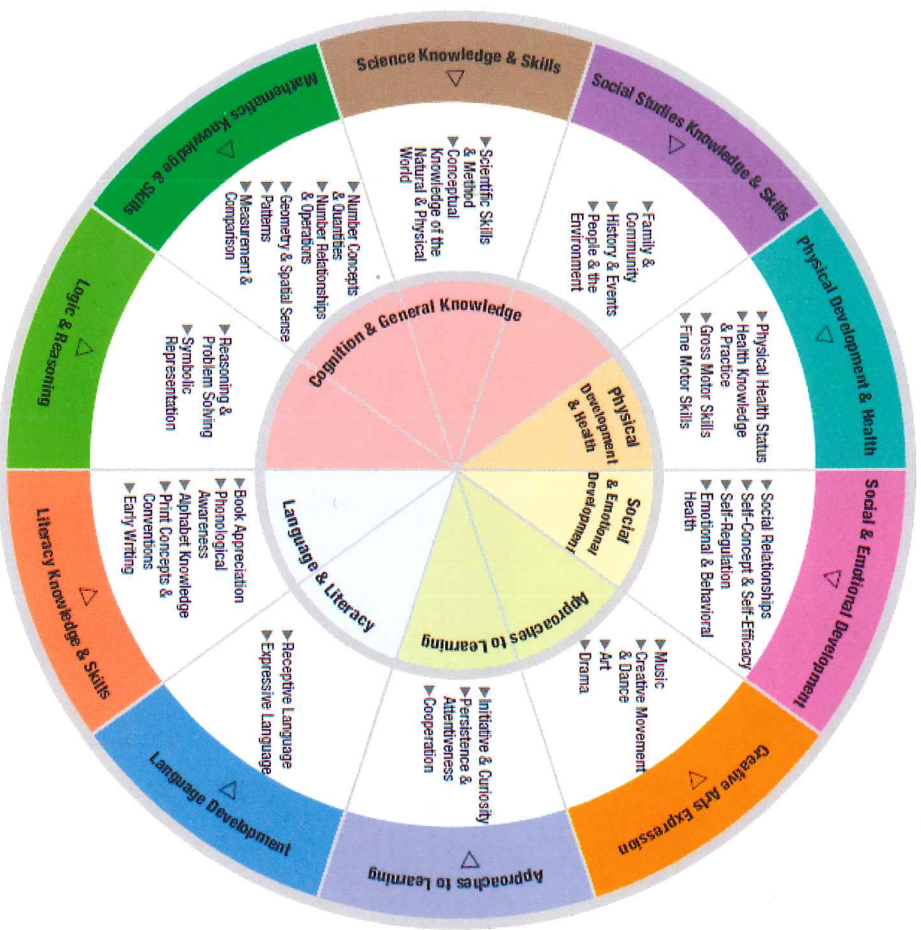 Physical Development & Health
▶Physical Health Status
▶Health Knowledge
& Practice
▶Gross Motor Skills
▶Fine Motor Skills
Social & Emotional Development
▶Social Relationships
▶Self-Concept & Self-Efficacy
▶Self-Regulation
▶Emotional & Behavioral
Health
Creative Arts Expression
▶Music
▶Creative Movement
& Dance
▶Art
▶Drama
Approaches to Learning
▶Initiative & Curiosity
▶Persistence &
Attentiveness
▶Cooperation
Language Development
▶Receptive Language
▶Expressive Language
Literacy Knowledge & Skills
▶Book Appreciation
▶Phonological
Awareness
▶Alphabet Knowledge
▶Print Concepts &
Conventions
▶Early Writing
Logic & Reasoning
▶Reasoning &
Problem Solving
▶Symbolic
Representation
Mathematics Knowledge & Skills
▶Number Concepts
& Quantities
▶Number Relationships
& Operations
▶Geometry & Spatial Sense
▶Patterns
▶Measurement &
Comparison
Science Knowledge & Skills
▶Scientific Skills
& Method
▶Conceptual
Knowledge of the
Natural & Physical
World
Social Studies Knowledge & Skills
▶Family &
Community
▶History & Events
▶People & the
Environment
Physical
Development
& Health
Social
& Emotional
Development
Approaches to Learning
Language & Literacy
Cognition & General Knowledge